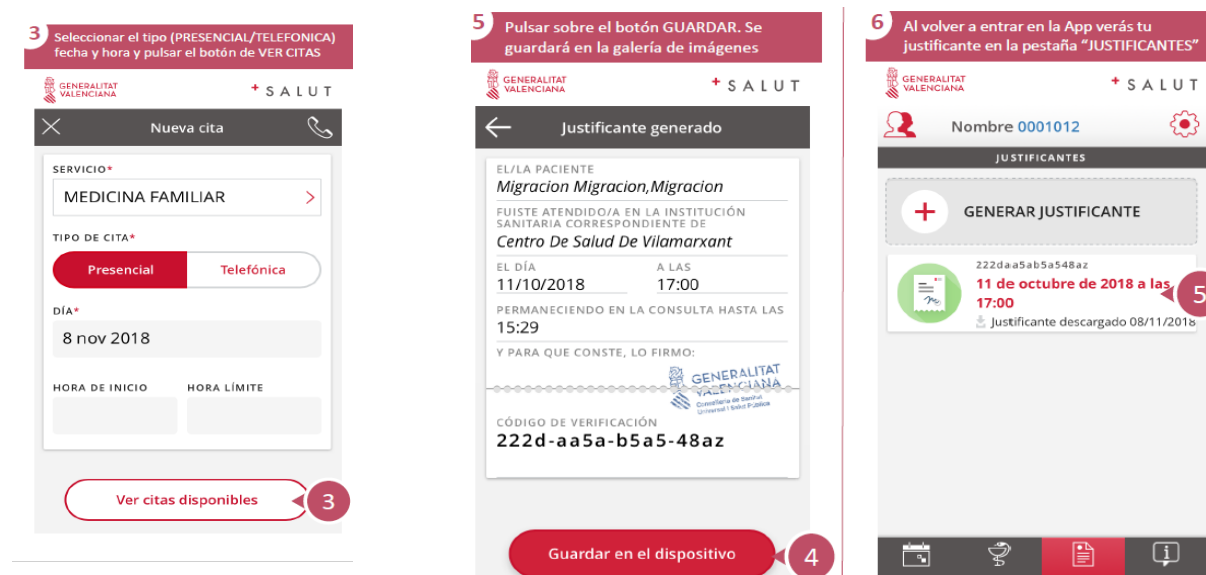 3
Seleccionar el tipo (PRESENCIAL/TELEFONICA)
fecha y hora y pulsar el botón de VER CITAS
GENERALITAT
VALENCIANA
+ SALUT
Nueva cita
SERVICIO*
MEDICINA FAMILIAR
TIPO DE CITA*
Presencial
Telefónica
DÍA*
8 nov 2018
HORA DE INICIO
HORA LÍMITE
Ver citas disponibles
3
5
Pulsar sobre el botón GUARDAR. Se
guardará en la galería de imágenes
GENERALITAT
VALENCIANA
+ SALUT
Justificante generado
EL/LA PACIENTE
Migracion Migracion,Migracion
FUISTE ATENDIDO/A EN LA INSTITUCIÓN
SANITARIA CORRESPONDIENTE DE
Centro De Salud De Vilamarxant
EL DÍA
A LAS
11/10/2018
17:00
PERMANECIENDO EN LA CONSULTA HASTA LAS
15:29
Y PARA QUE CONSTE, LO FIRMO:
GENERALITAT
VALENCIANA
Conselleria de Sanitat
Universal i Salut Pública
CÓDIGO DE VERIFICACIÓN
222d-aa5a-b5a5-48az
Guardar en el dispositivo
4
6
Al volver a entrar en la App verás tu
justificante en la pestaña “JUSTIFICANTES”
GENERALITAT
VALENCIANA
+ SALUT
Nombre 0001012
JUSTIFICANTES
+ GENERAR JUSTIFICANTE
222daa5ab5a548az
11 de octubre de 2018 a las
17:00
5
Justificante descargado 08/11/2018